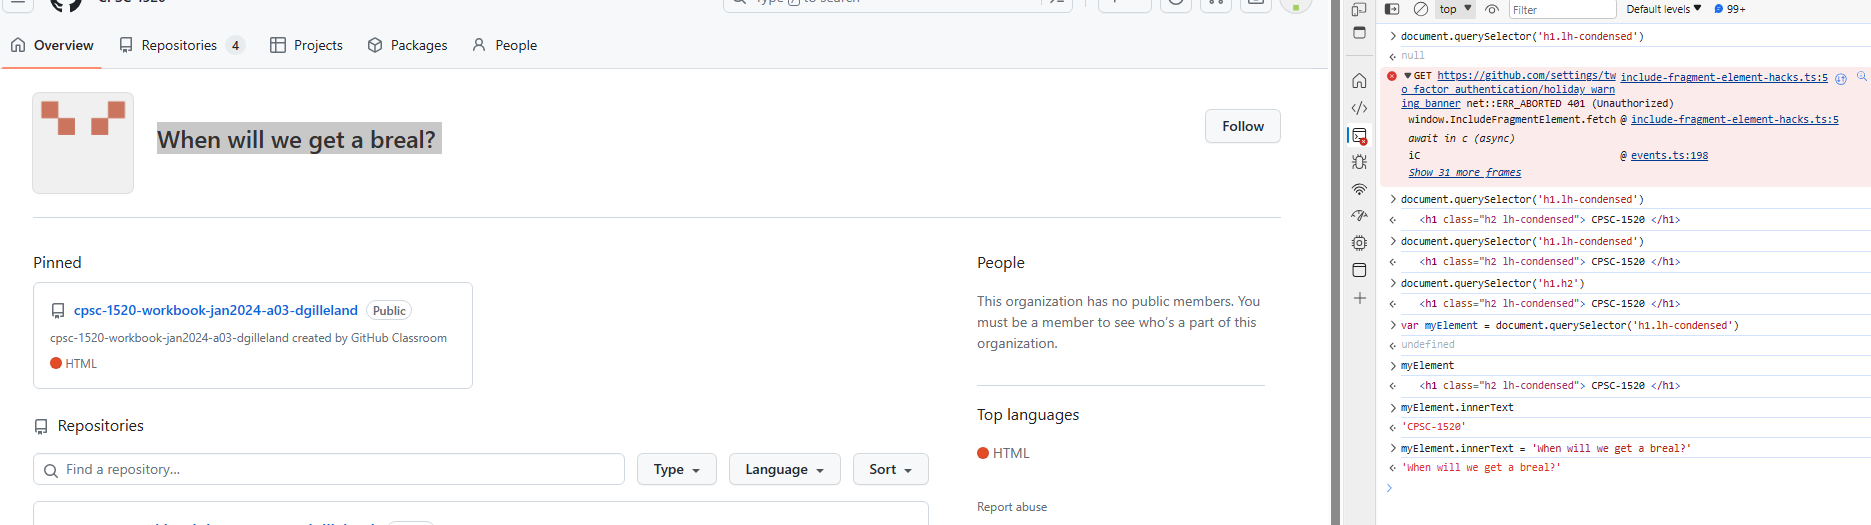 CPSC-1520
Type / to search
Overview
Repositories 4
Projects
Packages
People
When will we get a breal?
Follow
Pinned
cpsc-1520-workbook-jan2024-a03-dgilleland Public
cpsc-1520-workbook-jan2024-a03-dgilleland created by GitHub Classroom
HTML
Repositories
Find a repository...
Type
Language
Sort
People
This organization has no public members. You
must be a member to see who's a part of this
organization.
Top languages
HTML
Report abuse
top
Filter
Default levels
99+
document.querySelector('h1.lh-condensed')
null
GET https://github.com/settings/tw include-fragment-element-hacks.ts:5
o_factor_authentication/holiday_warn
ing_banner net::ERR_ABORTED 401 (Unauthorized)
window.IncludeFragmentElement.fetch @ include-fragment-element-hacks.ts:5
await in c (async)
iC @ events.ts:198
Show 31 more frames
document.querySelector('h1.lh-condensed')
<h1 class="h2 lh-condensed"> CPSC-1520 </h1>
document.querySelector('h1.lh-condensed')
<h1 class="h2 lh-condensed"> CPSC-1520 </h1>
document.querySelector('h1.h2')
<h1 class="h2 lh-condensed"> CPSC-1520 </h1>
var myElement = document.querySelector('h1.lh-condensed')
undefined
myElement
<h1 class="h2 lh-condensed"> CPSC-1520 </h1>
myElement.innerText
'CPSC-1520'
myElement.innerText = 'When will we get a breal?'
'When will we get a breal?'